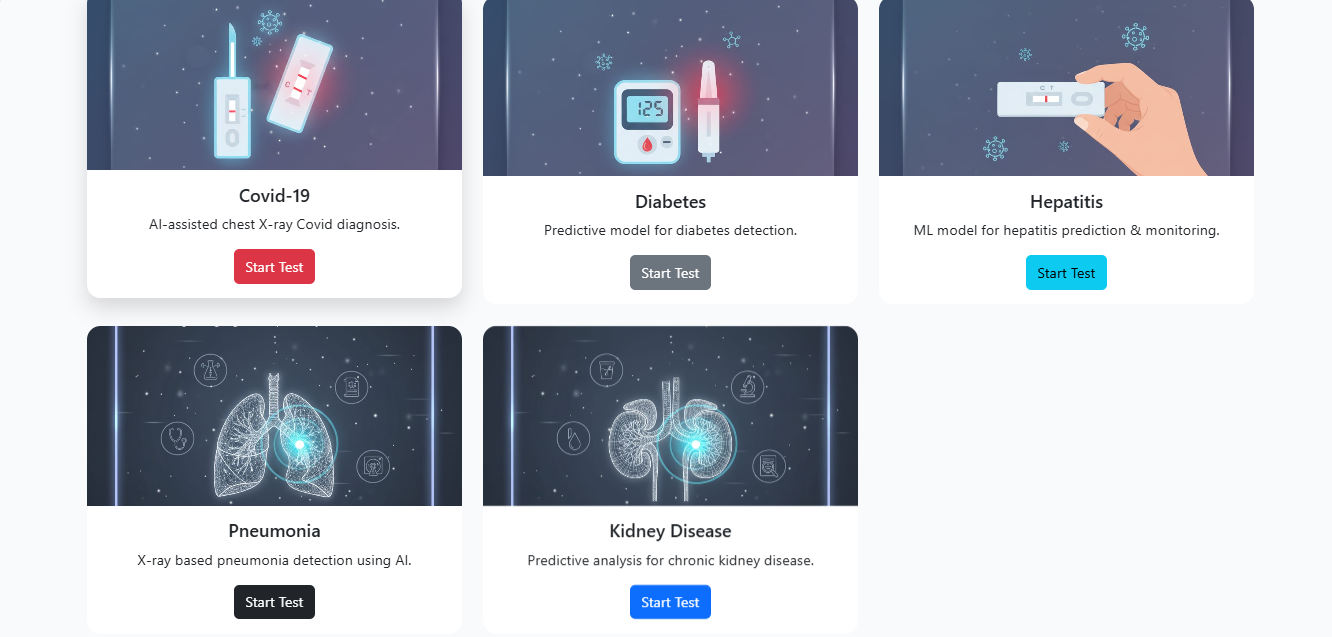 C
T
125
C T
Covid-19
AI-assisted chest X-ray Covid diagnosis.
Start Test
Diabetes
Predictive model for diabetes detection.
Start Test
Hepatitis
ML model for hepatitis prediction & monitoring.
Start Test
Pneumonia
X-ray based pneumonia detection using AI.
Start Test
Kidney Disease
Predictive analysis for chronic kidney disease.
Start Test